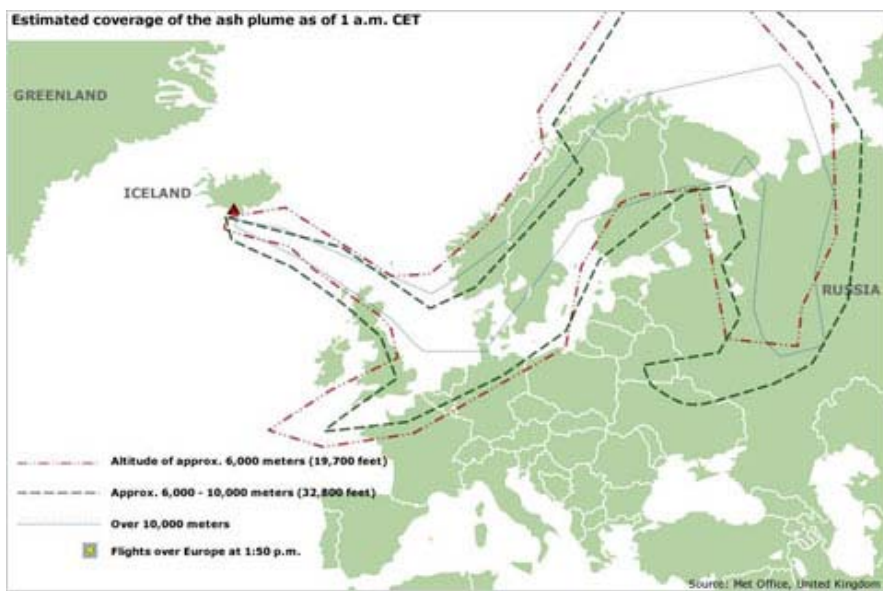 Estimated coverage of the ash plume as of 1 a.m. CET
GREENLAND
ICELAND
RUSSIA
Altitude of approx. 6,000 meters (19,700 feet)
Approx. 6,000 - 10,000 meters (32,800 feet)
Over 10,000 meters
Flights over Europe at 1:50 p.m.
Source: Met Office, United Kingdom